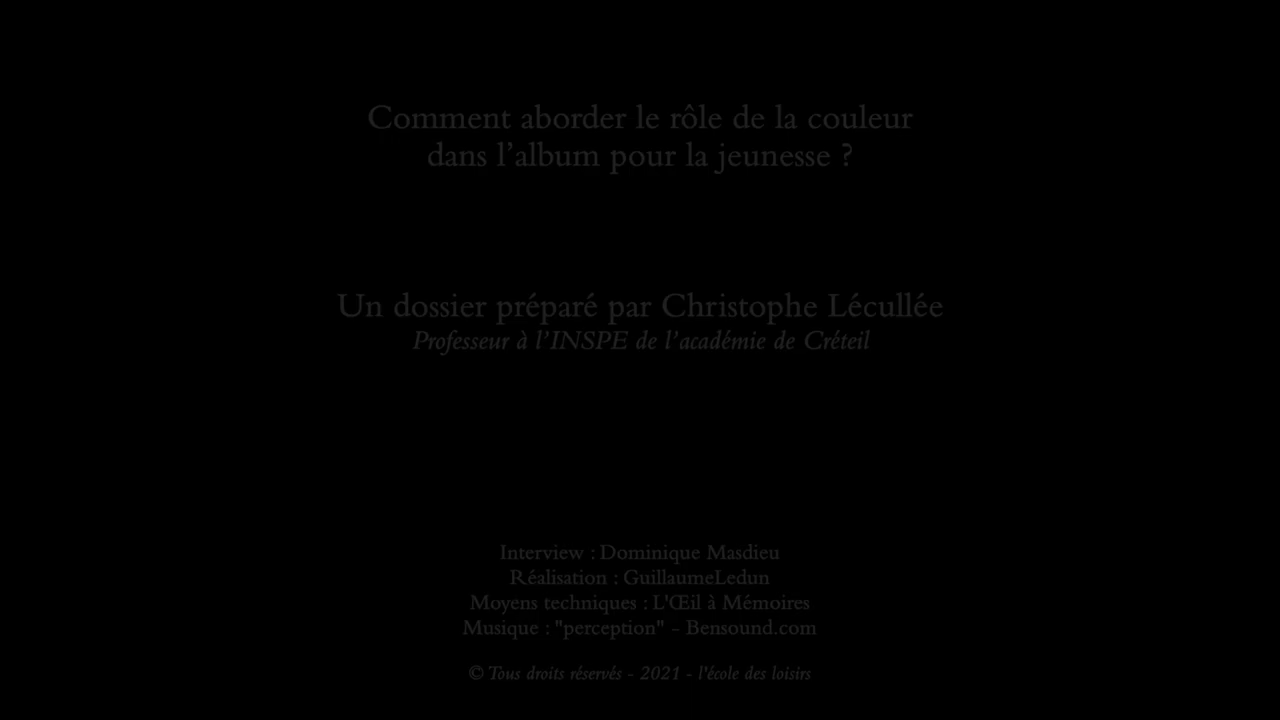 Comment aborder le rôle de la couleur
dans l’album pour la jeunesse ?
Un dossier préparé par Christophe Lécullée
Professeur à l’INSPE de l’académie de Créteil
Interview : Dominique Masdieu
Réalisation : GuillaumeLedun
Moyens techniques : L'Œil à Mémoires
Musique : "perception" - Bensound.com
© Tous droits réservés - 2021 - l'école des loisirs